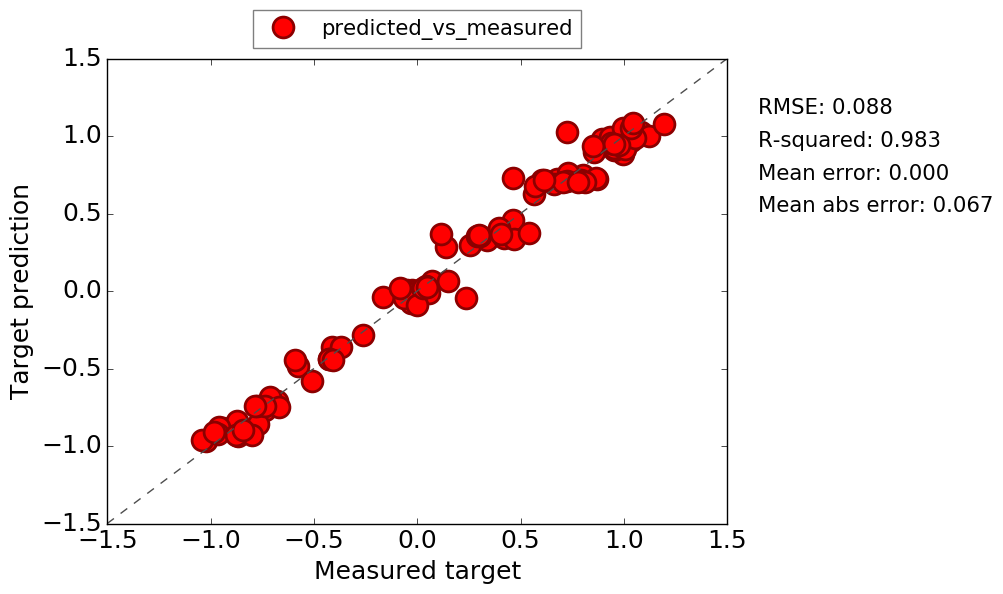 predicted_vs_measured
1.5
1.0
0.5
0.0
−0.5
−1.0
−1.5
−1.5 −1.0 −0.5 0.0 0.5 1.0 1.5
Target prediction
Measured target
RMSE: 0.088
R-squared: 0.983
Mean error: 0.000
Mean abs error: 0.067